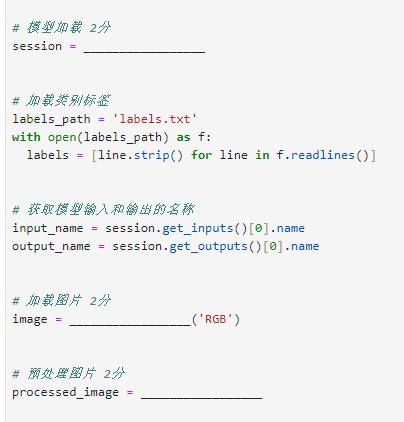 # 模型加载 2分
session = _________________
# 加载类别标签
labels_path = 'labels.txt'
with open(labels_path) as f:
labels = [line.strip() for line in f.readlines()]
# 获取模型输入和输出的名称
input_name = session.get_inputs()[0].name
output_name = session.get_outputs()[0].name
# 加载图片 2分
image = _________________('RGB')
# 预处理图片 2分
processed_image = _________________